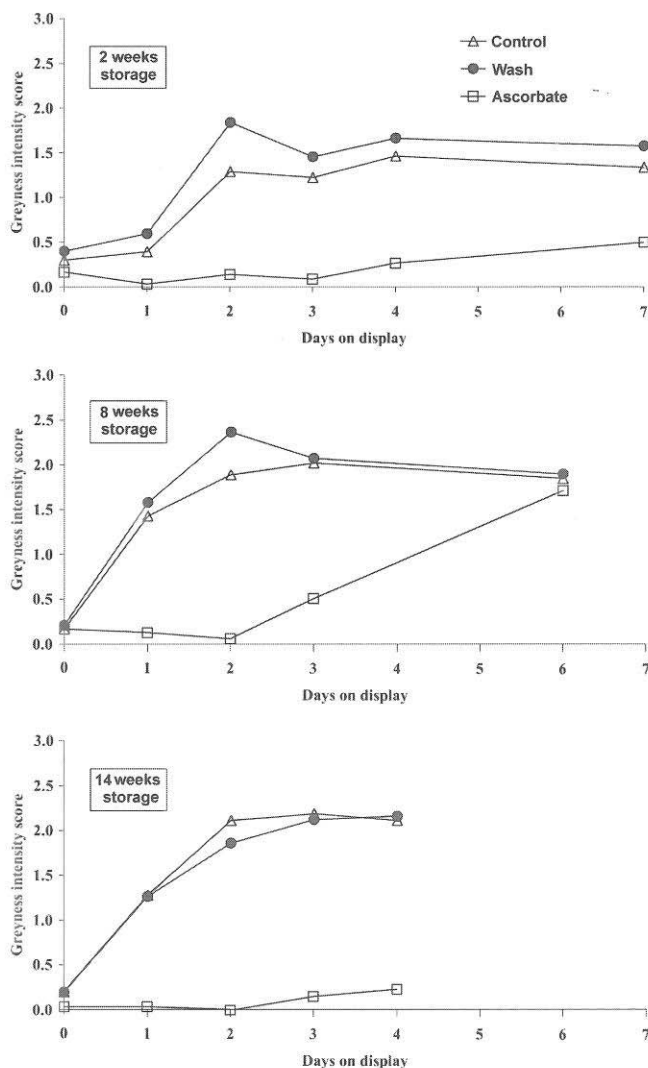 3.0
2.5
2.0
1.5
1.0
0.5
0.0
Greyness intensity score
2 weeks
storage
Control
Wash
Ascorbate
0 1 2 3 4 5 6 7
Days on display
3.0
2.5
2.0
1.5
1.0
0.5
0.0
Greyness intensity score
8 weeks
storage
0 1 2 3 4 5 6 7
Days on display
3.0
2.5
2.0
1.5
1.0
0.5
0.0
Greyness intensity score
14 weeks
storage
0 1 2 3 4 5 6 7
Days on display